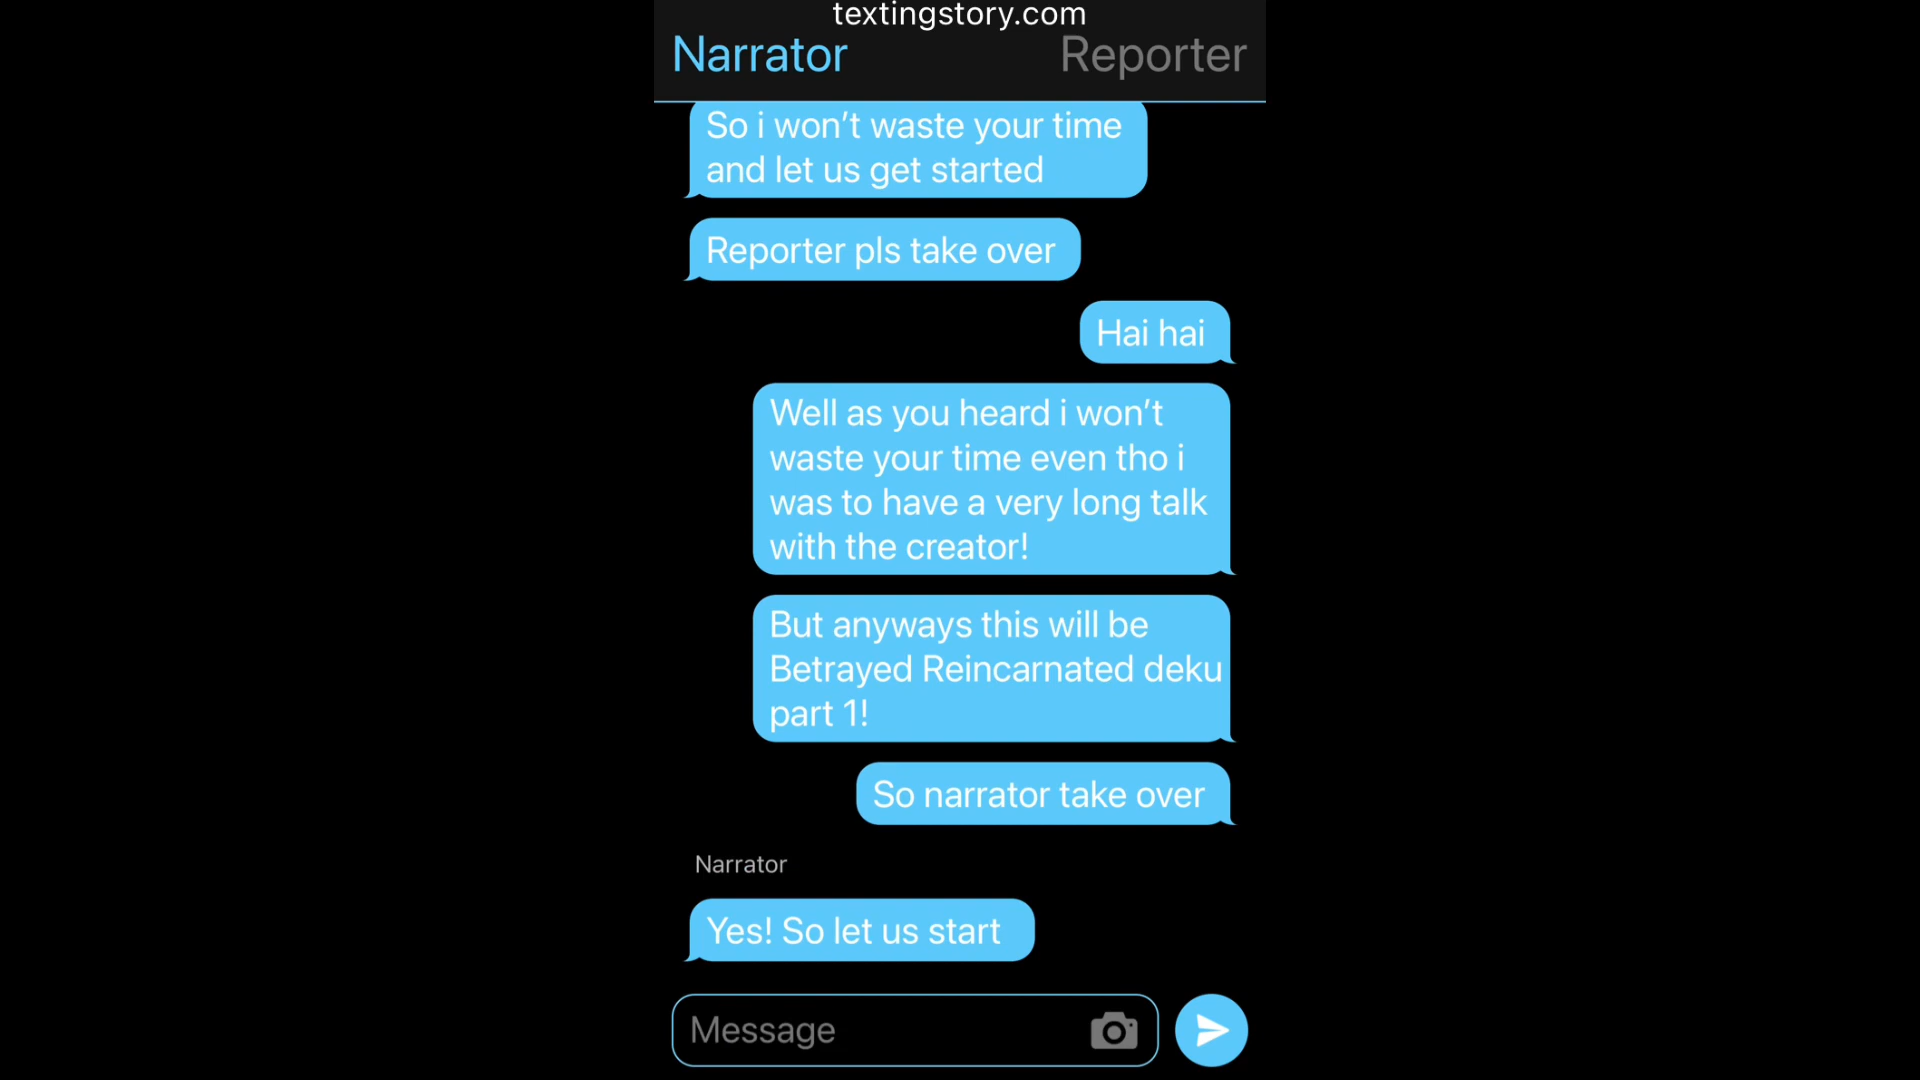 textingstory.com
Narrator
Reporter
So i won’t waste your time
and let us get started
Reporter pls take over
Hai hai
Well as you heard i won’t
waste your time even tho i
was to have a very long talk
with the creator!
But anyways this will be
Betrayed Reincarnated deku
part 1!
So narrator take over
Narrator
Yes! So let us start
Message